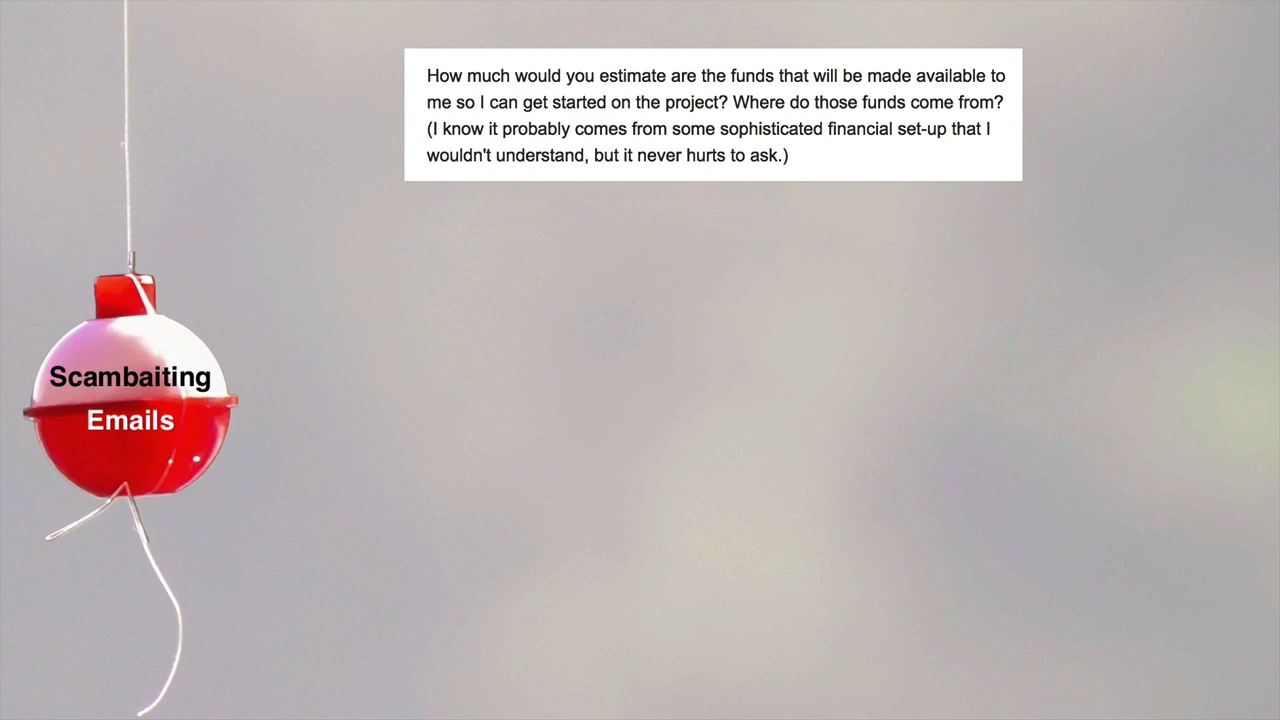 How much would you estimate are the funds that will be made available to
me so I can get started on the project? Where do those funds come from?
(I know it probably comes from some sophisticated financial set-up that I
wouldn't understand, but it never hurts to ask.)
Scambaiting
Emails